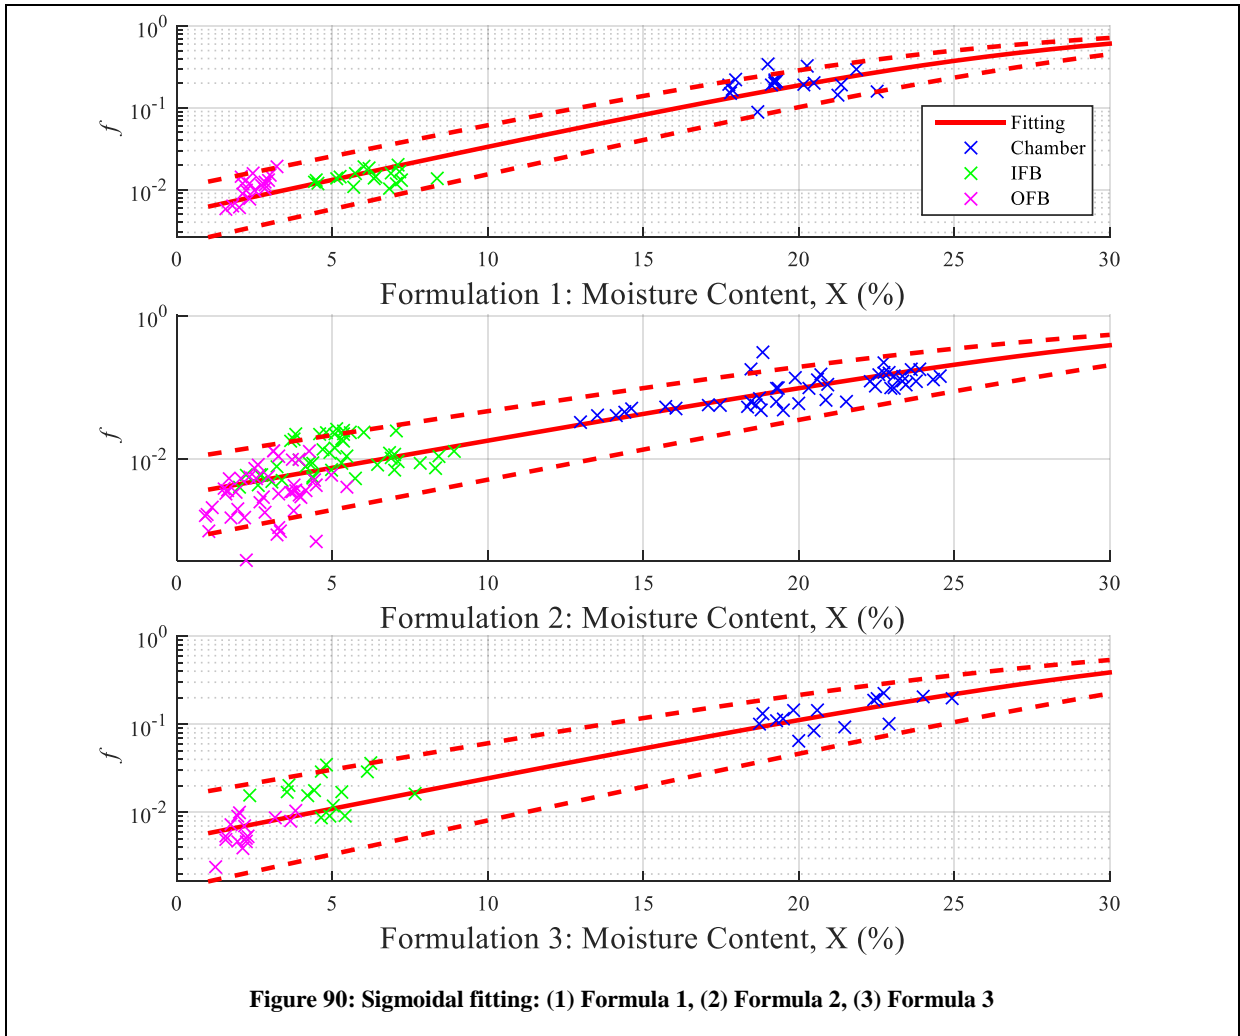 10^0
10^-1
10^-2
f
Fitting
Chamber
IFB
OFB
0 5 10 15 20 25 30
Formulation 1: Moisture Content, X (%)
10^0
10^-2
f
0 5 10 15 20 25 30
Formulation 2: Moisture Content, X (%)
10^0
10^-1
10^-2
f
0 5 10 15 20 25 30
Formulation 3: Moisture Content, X (%)
Figure 90: Sigmoidal fitting: (1) Formula 1, (2) Formula 2, (3) Formula 3